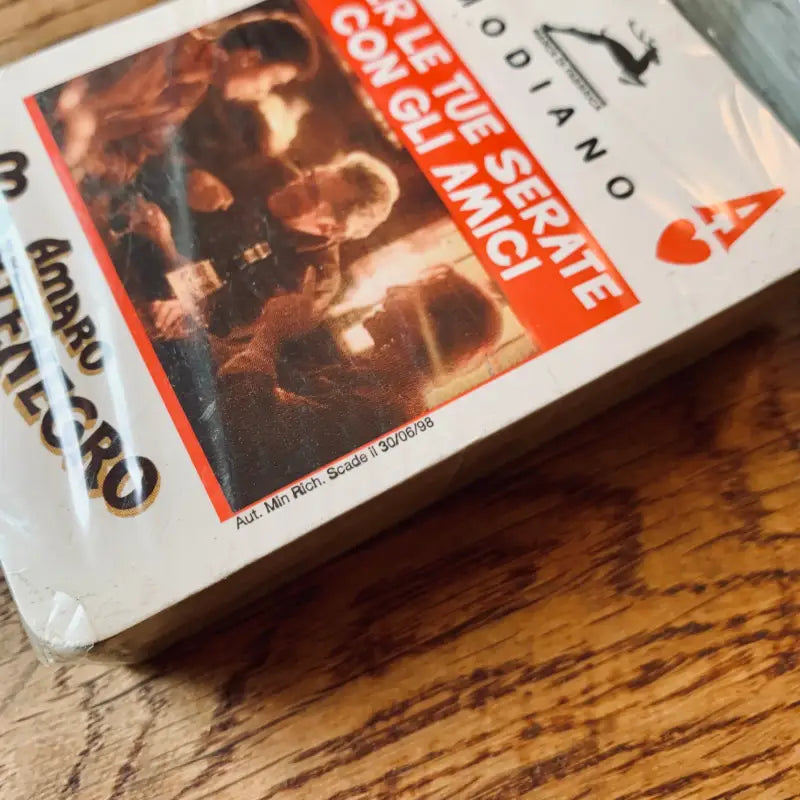 MODIANO
A
ER LE TUE SERATE
CON GLI AMICI
Aut. Min Rich. Scade il 30/06/98
AMARO